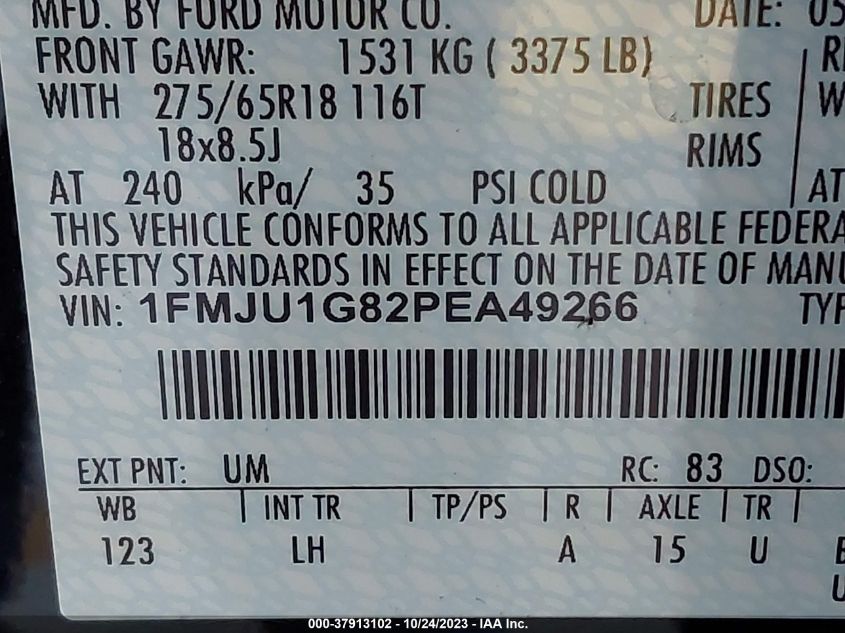 MFD. BY FORD MOTOR CO. DATE: 05
FRONT GAWR: 1531 KG ( 3375 LB)
WITH 275/65R18 116T TIRES W
18x8.5J RIMS
AT 240 kPa/ 35 PSI COLD AT
THIS VEHICLE CONFORMS TO ALL APPLICABLE FEDERA
SAFETY STANDARDS IN EFFECT ON THE DATE OF MANU
VIN: 1FMJU1G82PEA49266 TYP
EXT PNT: UM RC: 83 DSO:
WB INT TR TP/PS R AXLE TR
123 LH A 15 U
000-37913102 - 10/24/2023 - IAA Inc.